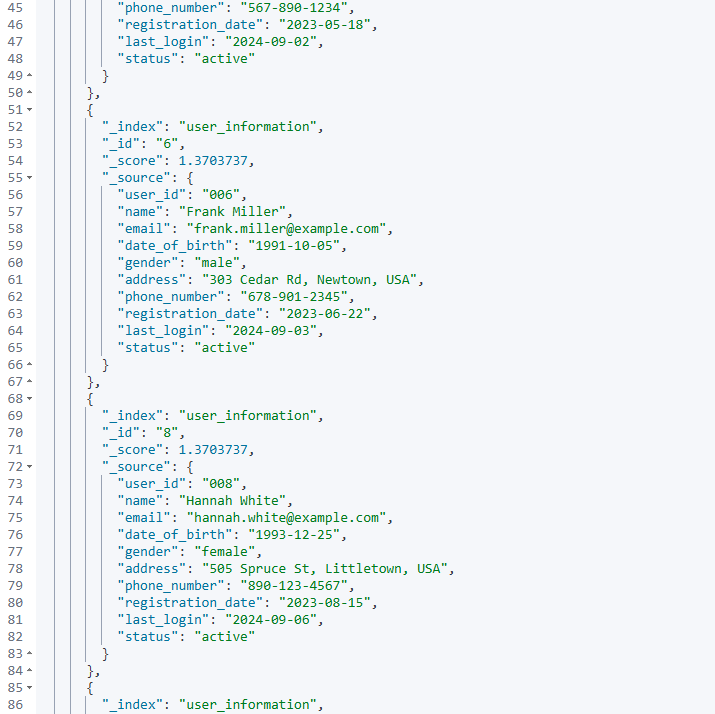 45 "phone_number": "567-890-1234",
46 "registration_date": "2023-05-18",
47 "last_login": "2024-09-02",
48 "status": "active"
49 }
50 },
51 {
52 "_index": "user_information",
53 "_id": "6",
54 "_score": 1.3703737,
55 "_source": {
56 "user_id": "006",
57 "name": "Frank Miller",
58 "email": "frank.miller@example.com",
59 "date_of_birth": "1991-10-05",
60 "gender": "male",
61 "address": "303 Cedar Rd, Newtown, USA",
62 "phone_number": "678-901-2345",
63 "registration_date": "2023-06-22",
64 "last_login": "2024-09-03",
65 "status": "active"
66 }
67 },
68 {
69 "_index": "user_information",
70 "_id": "8",
71 "_score": 1.3703737,
72 "_source": {
73 "user_id": "008",
74 "name": "Hannah White",
75 "email": "hannah.white@example.com",
76 "date_of_birth": "1993-12-25",
77 "gender": "female",
78 "address": "505 Spruce St, Littletown, USA",
79 "phone_number": "890-123-4567",
80 "registration_date": "2023-08-15",
81 "last_login": "2024-09-06",
82 "status": "active"
83 }
84 },
85 {
86 "_index": "user_information",